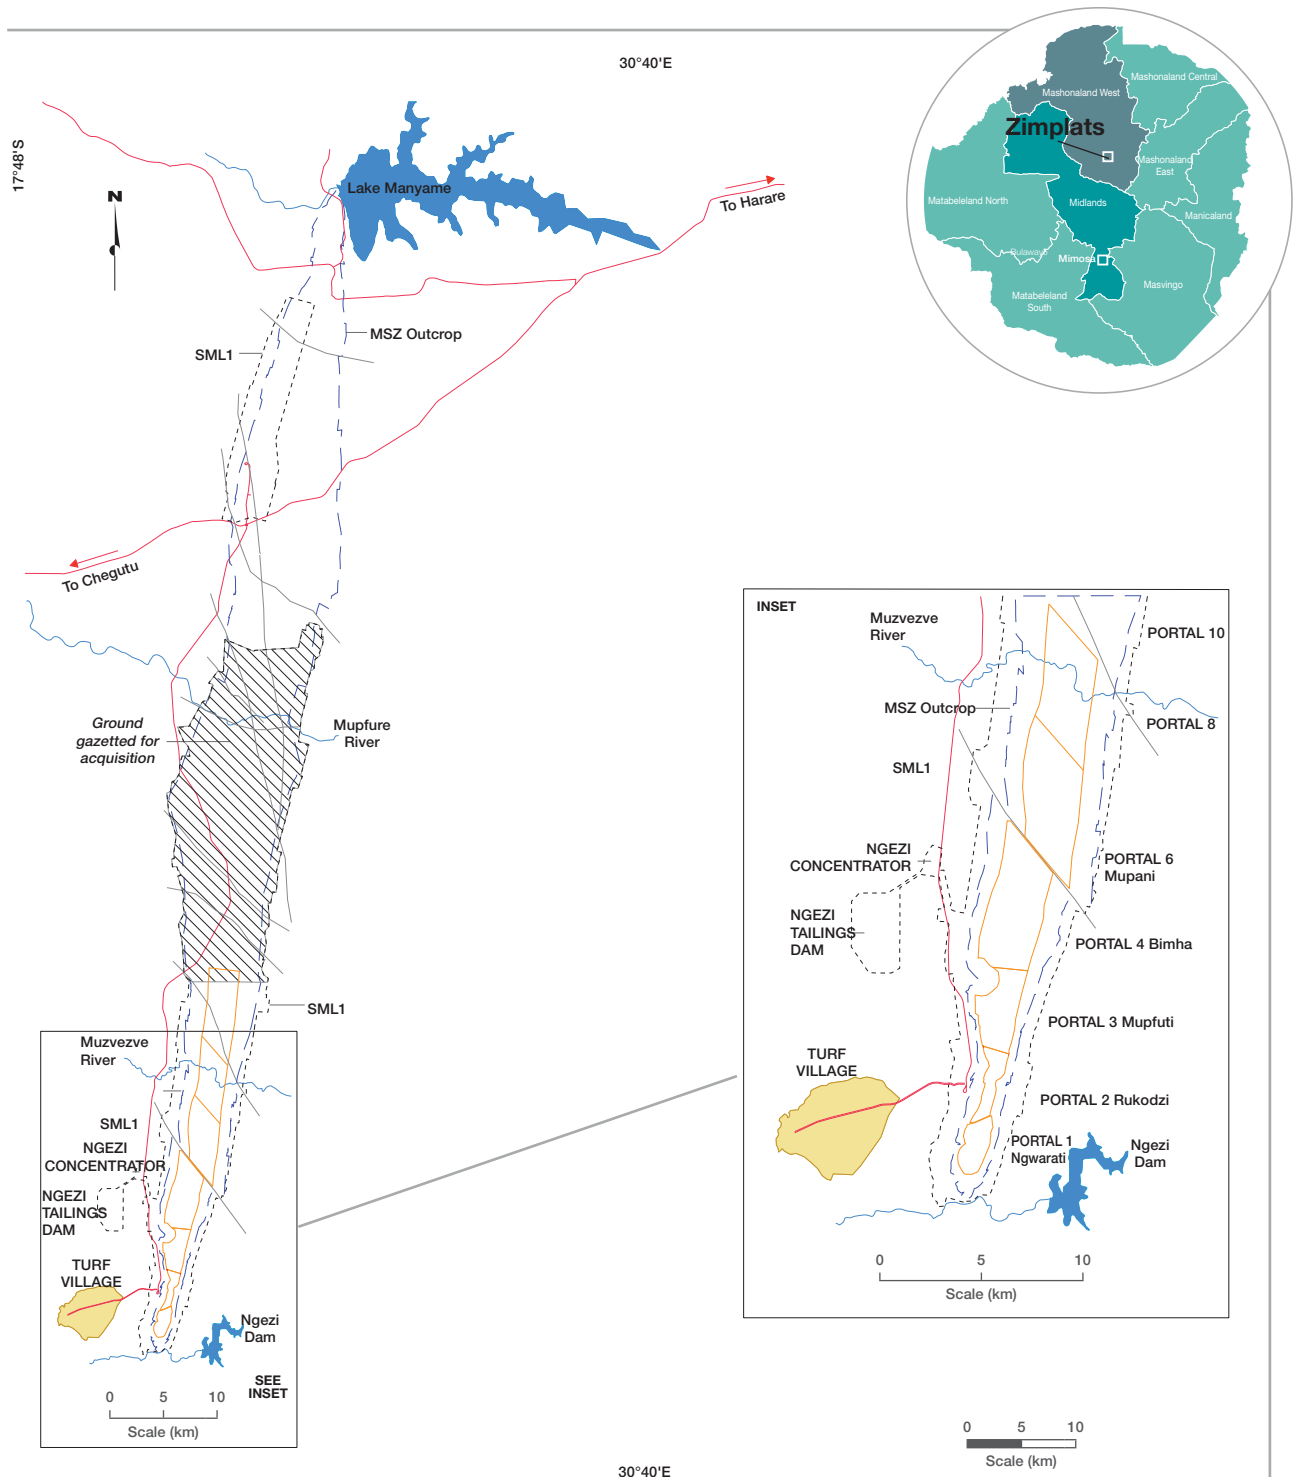 30°40'E
17°48'S
N
Lake Manyame
To Harare
Mashonaland Central
Mashonaland West
Zimplats
Mashonaland
East
Matabeleland North
Midlands
Manicaland
Bulawayo
Mimosa
Matabeleland
South
Masvingo
MSZ Outcrop
SML1
To Chegutu
Ground
gazetted for
acquisition
Mupfure
River
SML1
Muzvezve
River
SML1
NGEZI
CONCENTRATOR
NGEZI
TAILINGS
DAM
TURF
VILLAGE
Ngezi
Dam
SEE
INSET
0 5 10
Scale (km)
INSET
Muzvezve
River
PORTAL 10
MSZ Outcrop
PORTAL 8
SML1
NGEZI
CONCENTRATOR
PORTAL 6
Mupani
NGEZI
TAILINGS
DAM
PORTAL 4 Bimha
PORTAL 3 Mupfuti
TURF
VILLAGE
PORTAL 2 Rukodzi
PORTAL 1
Ngwarati
Ngezi
Dam
0 5 10
Scale (km)
0 5 10
Scale (km)
30°40'E